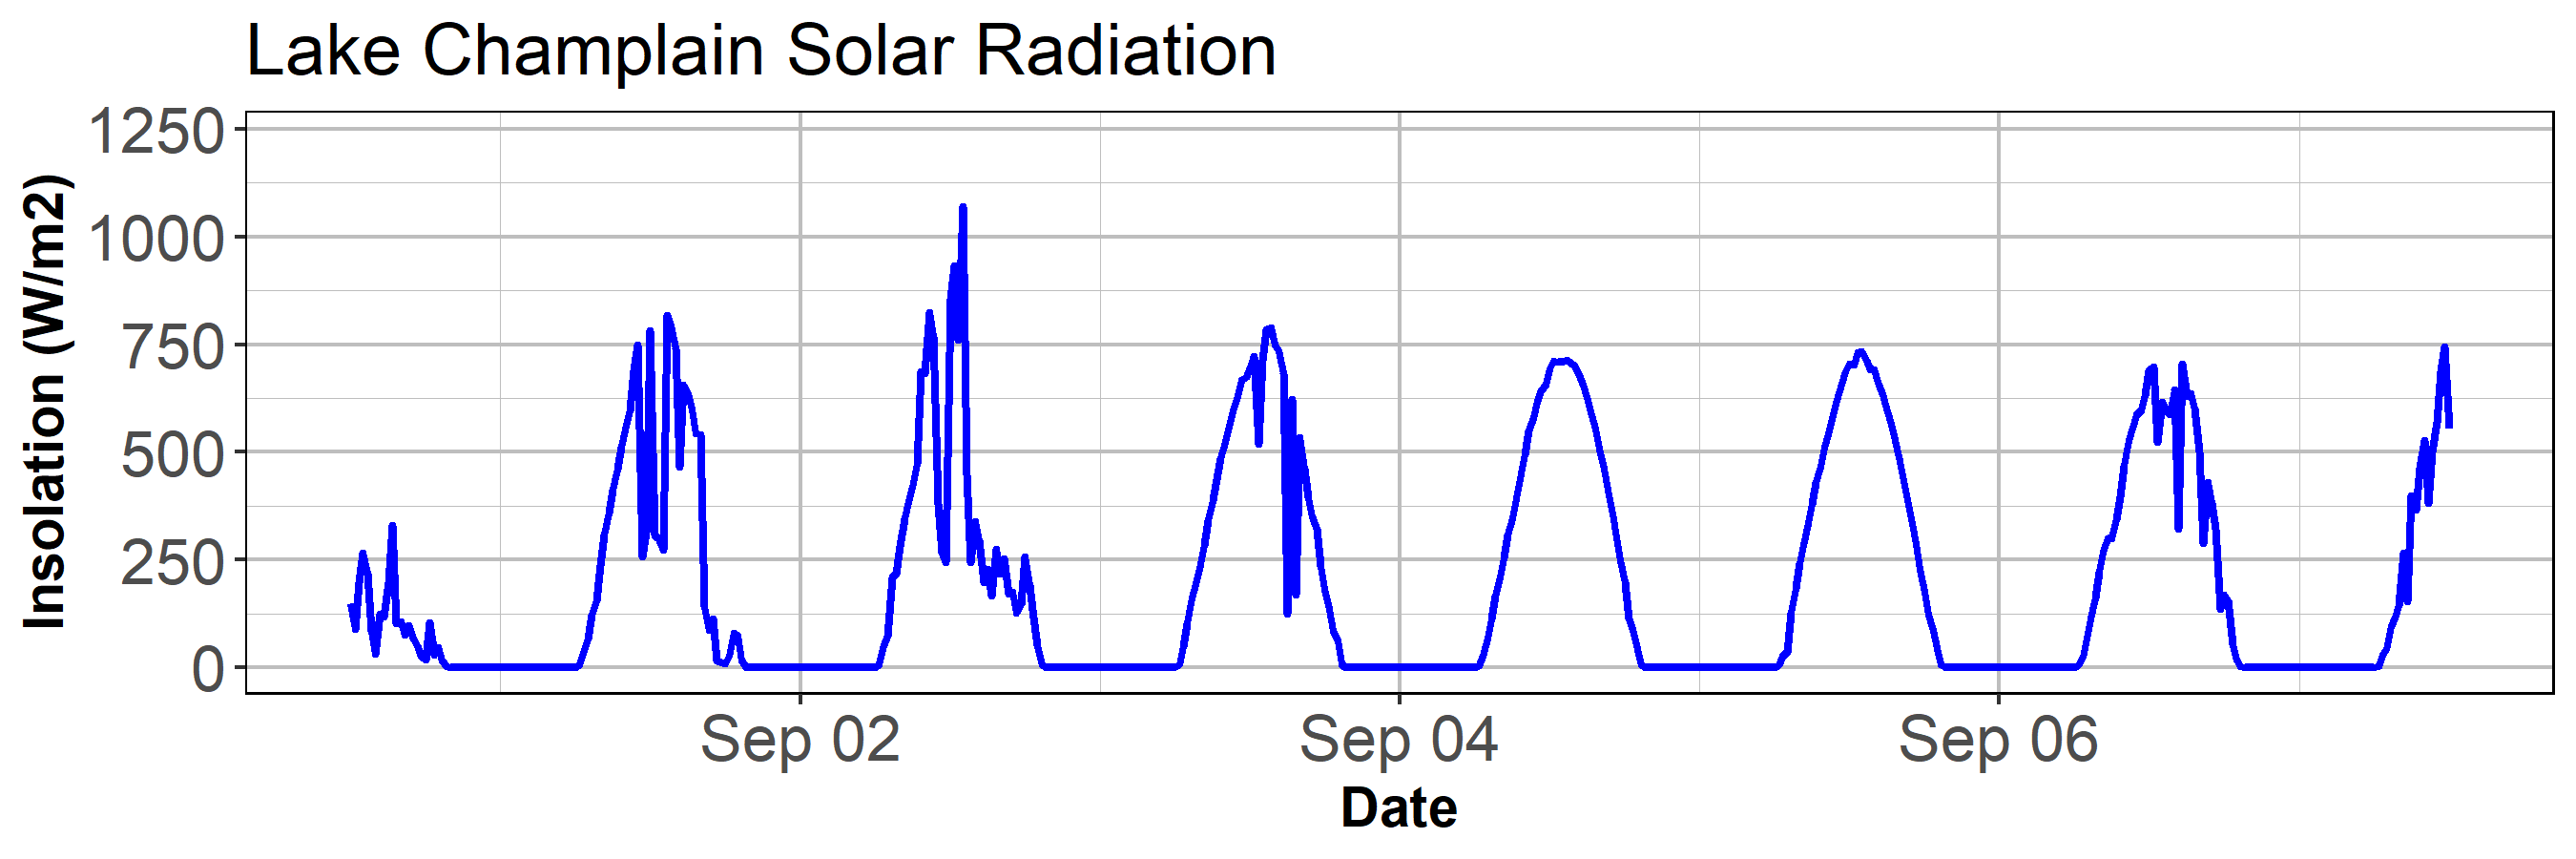 Lake Champlain Solar Radiation
Insolation (W/m2)
1250
1000
750
500
250
0
Sep 02 Sep 04 Sep 06
Date